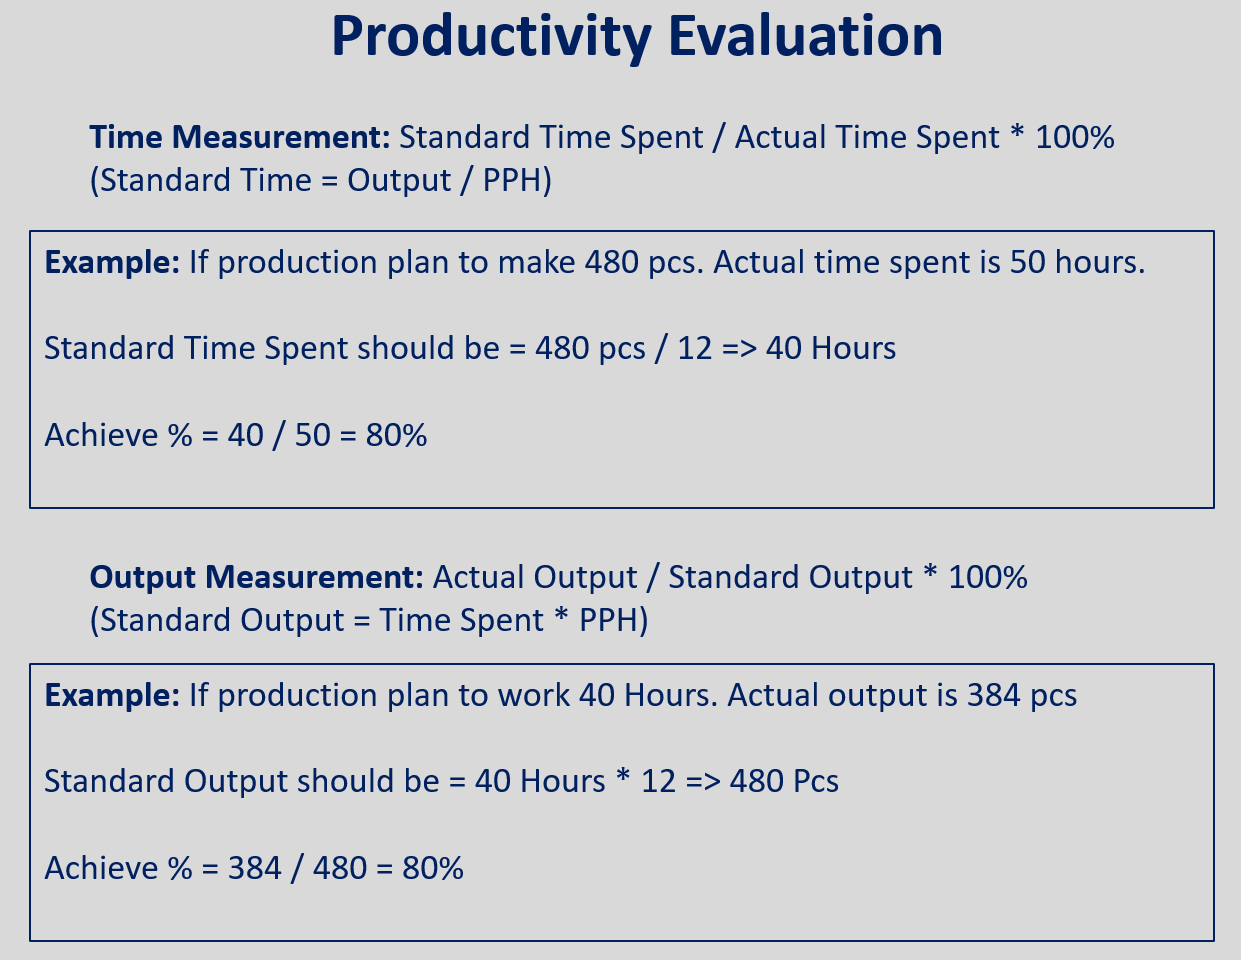 Productivity Evaluation
Time Measurement: Standard Time Spent / Actual Time Spent * 100%
(Standard Time = Output / PPH)
Example: If production plan to make 480 pcs. Actual time spent is 50 hours.
Standard Time Spent should be = 480 pcs / 12 => 40 Hours
Achieve % = 40 / 50 = 80%
Output Measurement: Actual Output / Standard Output * 100%
(Standard Output = Time Spent * PPH)
Example: If production plan to work 40 Hours. Actual output is 384 pcs
Standard Output should be = 40 Hours * 12 => 480 Pcs
Achieve % = 384 / 480 = 80%